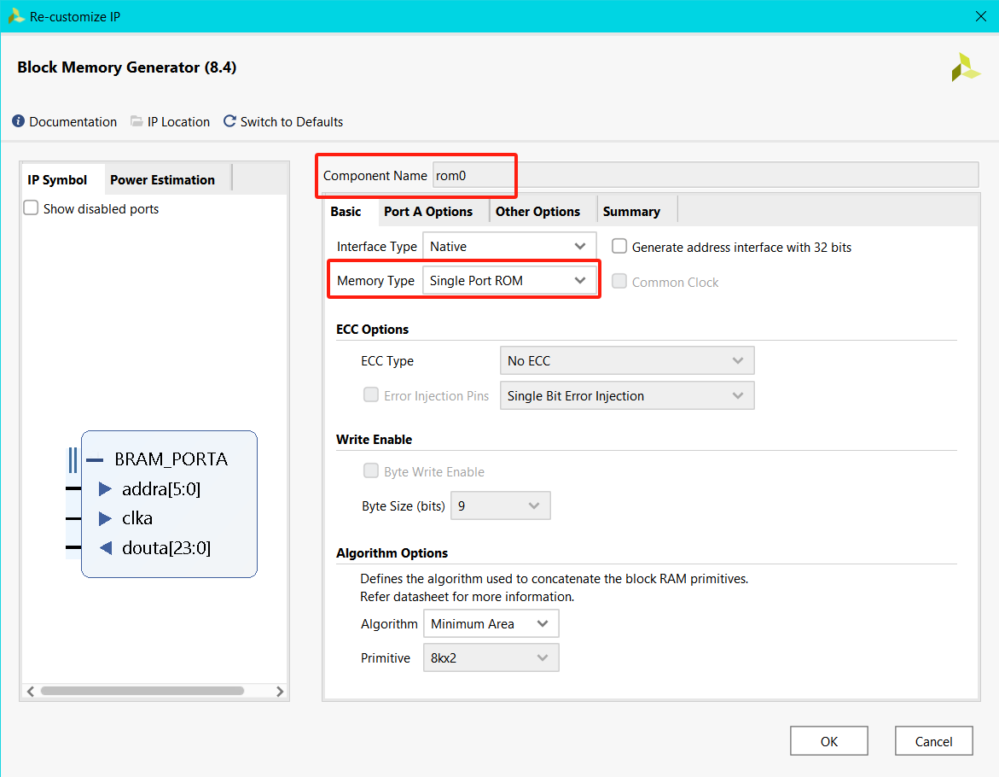 Re-customize IP
Block Memory Generator (8.4)
Documentation IP Location Switch to Defaults
IP Symbol Power Estimation
Show disabled ports
BRAM_PORTA
addra[5:0]
clka
douta[23:0]
Component Name rom0
Basic Port A Options Other Options Summary
Interface Type Native Generate address interface with 32 bits
Memory Type Single Port ROM Common Clock
ECC Options
ECC Type No ECC
Error Injection Pins Single Bit Error Injection
Write Enable
Byte Write Enable
Byte Size (bits) 9
Algorithm Options
Defines the algorithm used to concatenate the block RAM primitives.
Refer datasheet for more information.
Algorithm Minimum Area
Primitive 8kx2
OK Cancel